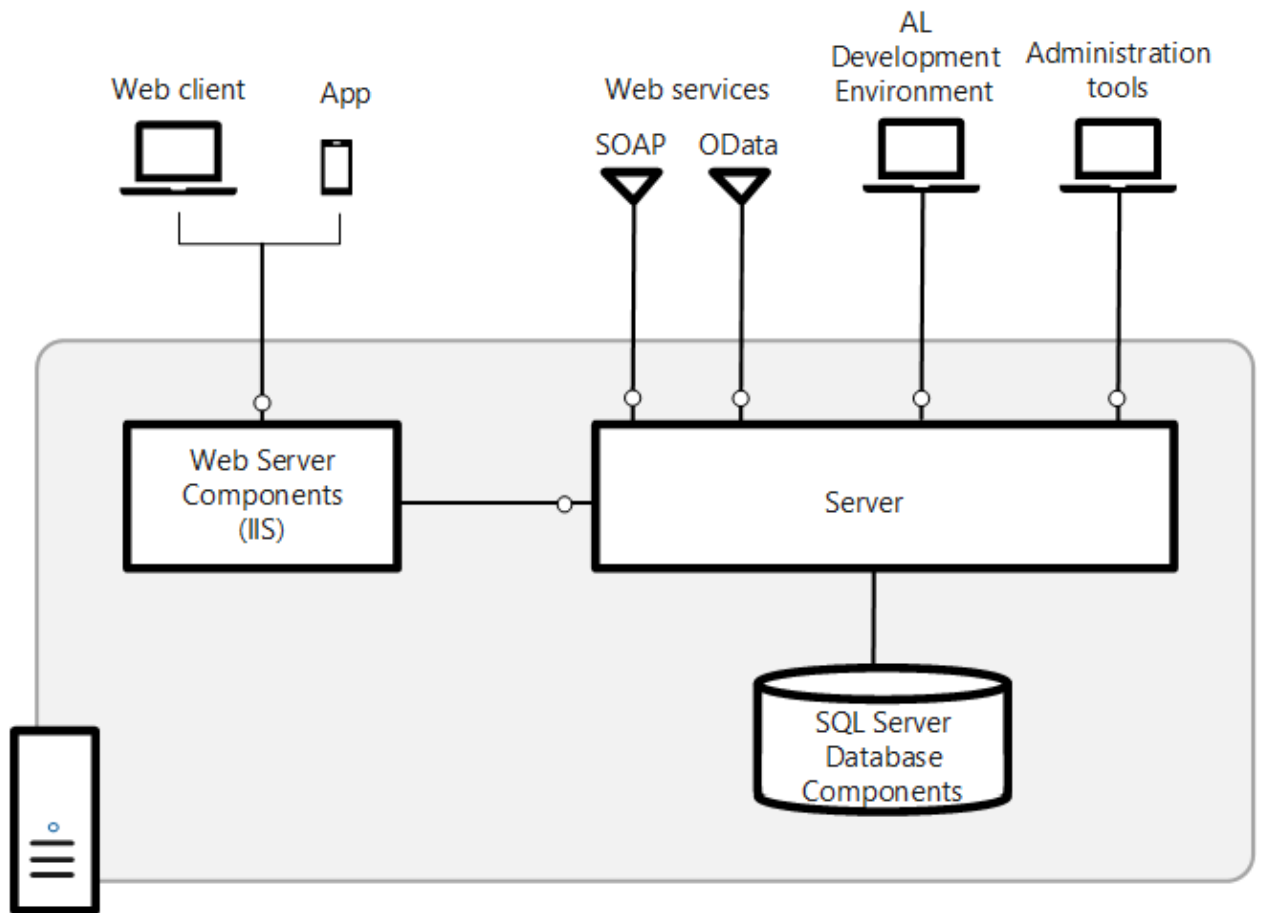 Web client
App
Web services
SOAP
OData
AL
Development
Environment
Administration
tools
Web Server
Components
(IIS)
Server
SQL Server
Database
Components